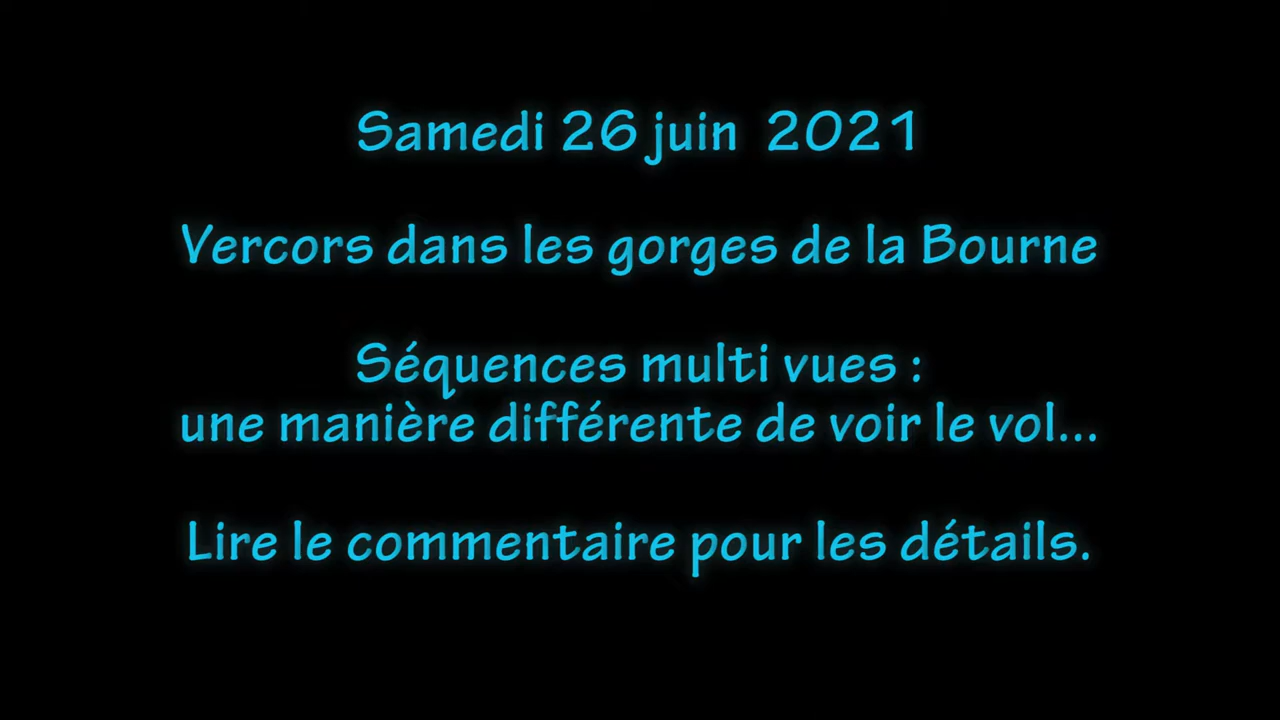 Samedi 26 juin 2021
Vercors dans les gorges de la Bourne
Séquences multi vues :
une manière différente de voir le vol...
Lire le commentaire pour les détails.